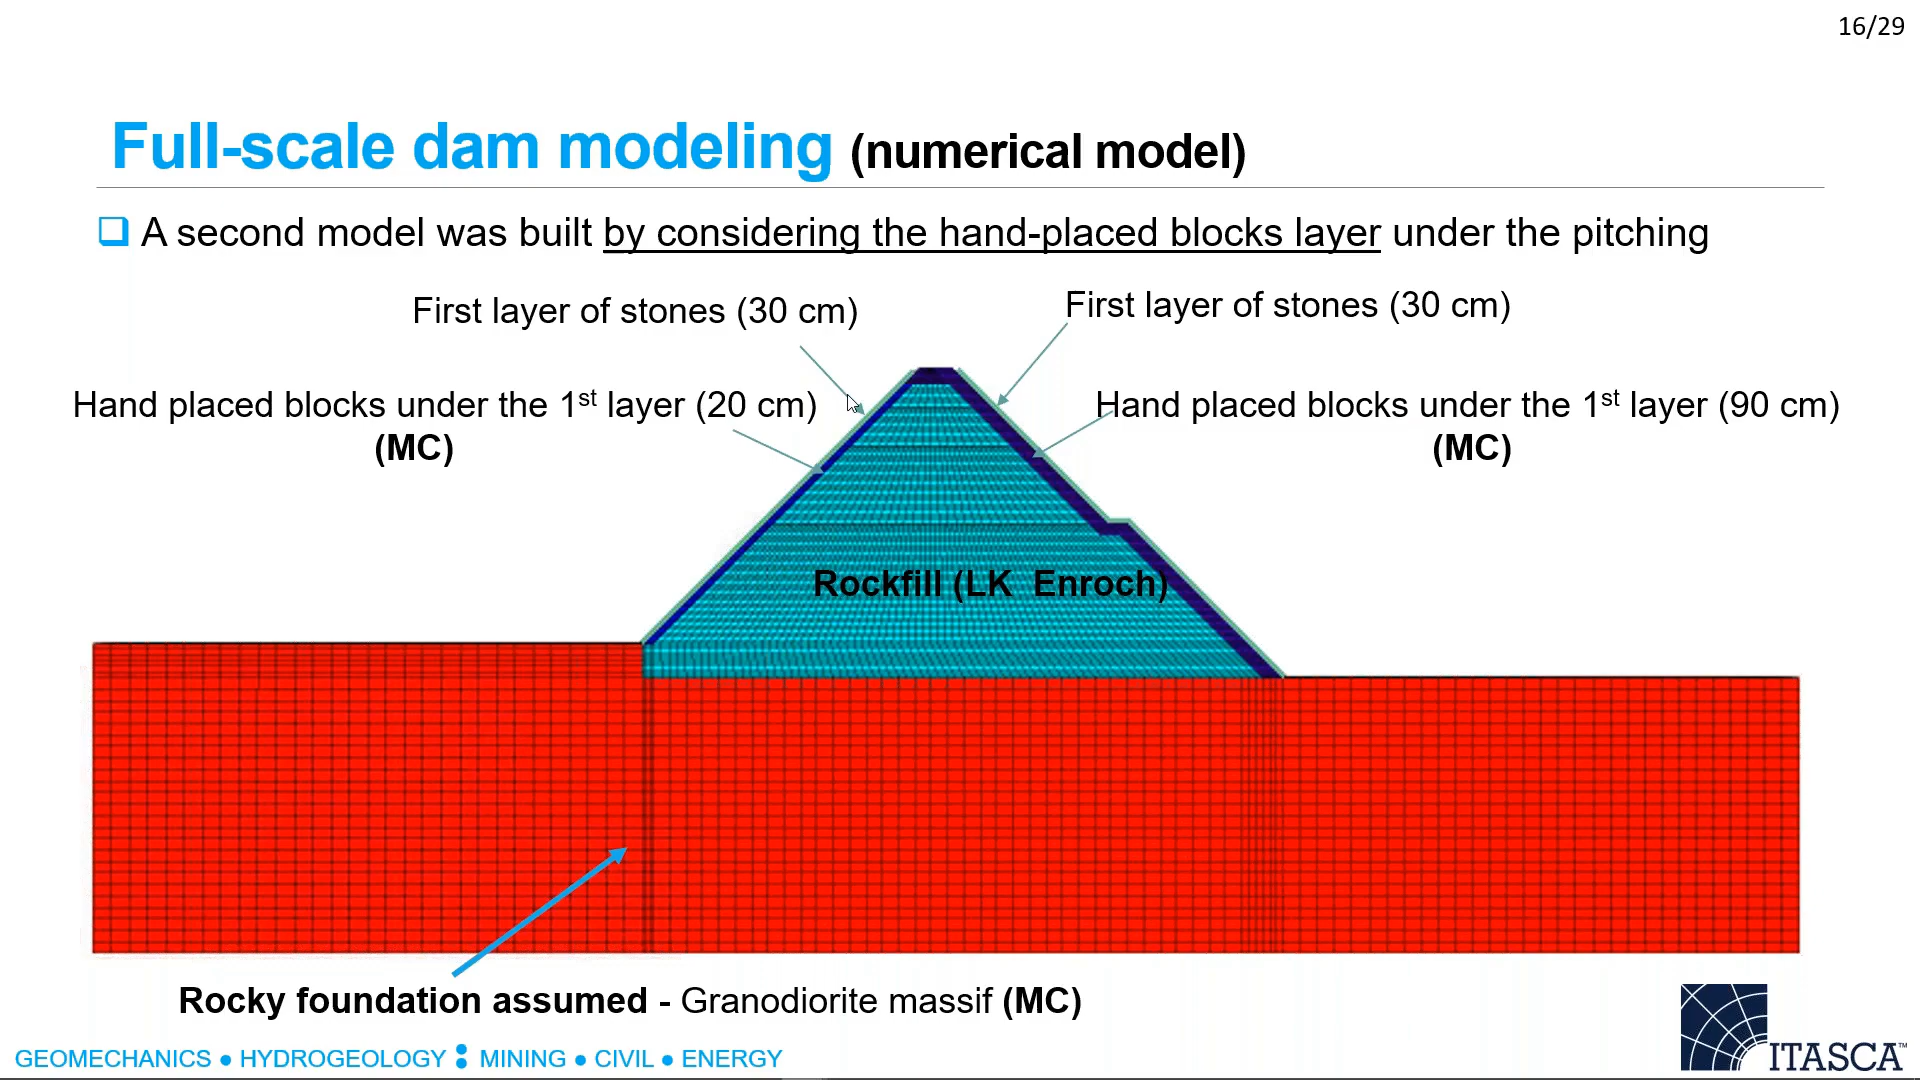 16/29
Full-scale dam modeling (numerical model)
A second model was built by considering the hand-placed blocks layer under the pitching
First layer of stones (30 cm)
First layer of stones (30 cm)
Hand placed blocks under the 1st layer (20 cm)
(MC)
Hand placed blocks under the 1st layer (90 cm)
(MC)
Rockfill (LK Enroch)
Rocky foundation assumed - Granodiorite massif (MC)
GEOMECHANICS ● HYDROGEOLOGY : MINING ● CIVIL ● ENERGY
ITASCA™